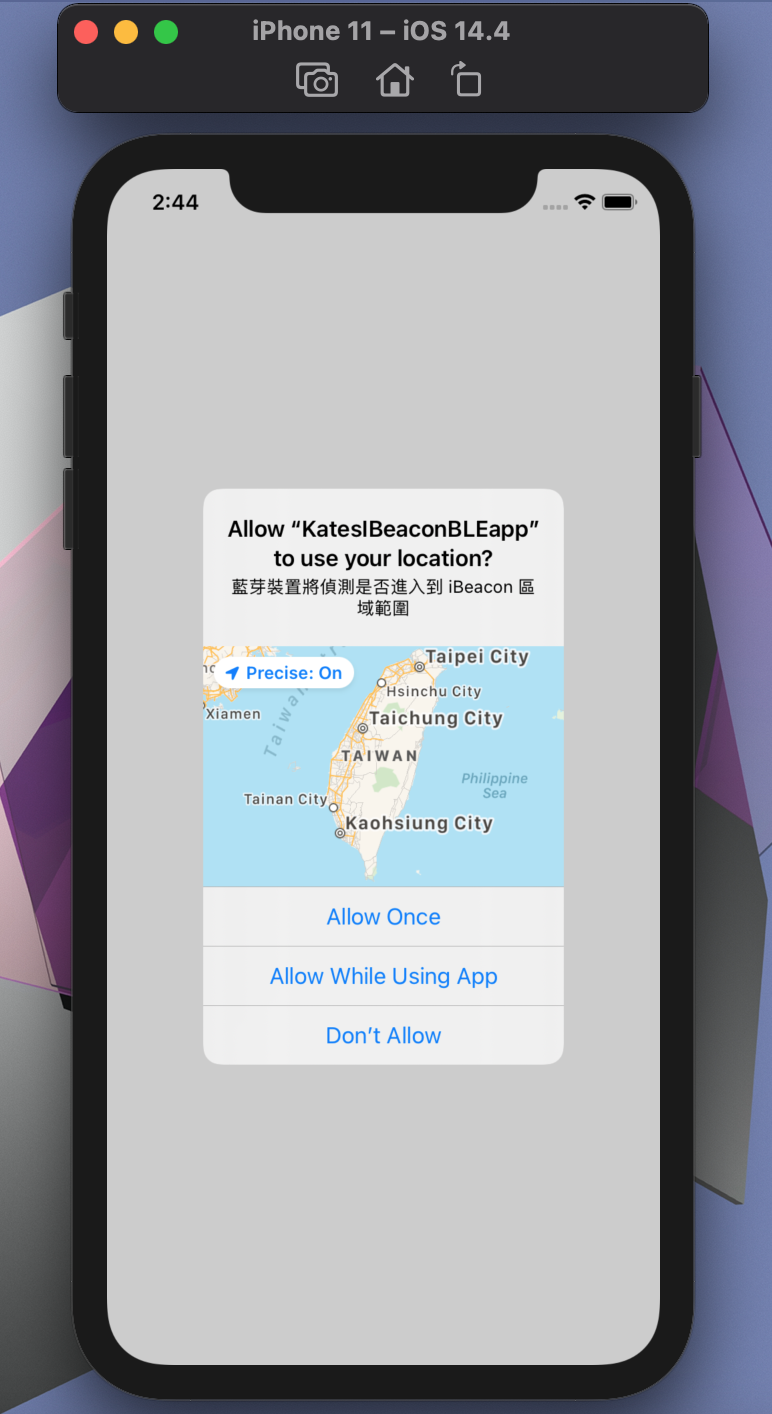 iPhone 11 – iOS 14.4
2:44
Allow “KatesIBeaconBLEapp”
to use your location?
藍芽裝置將偵測是否進入到 iBeacon 區
域範圍
Precise: On
Taipei City
Hsinchu City
Xiamen
Taichung City
Taiwan
TAIWAN
Philippine
Sea
Tainan City
Kaohsiung City
Allow Once
Allow While Using App
Don’t Allow